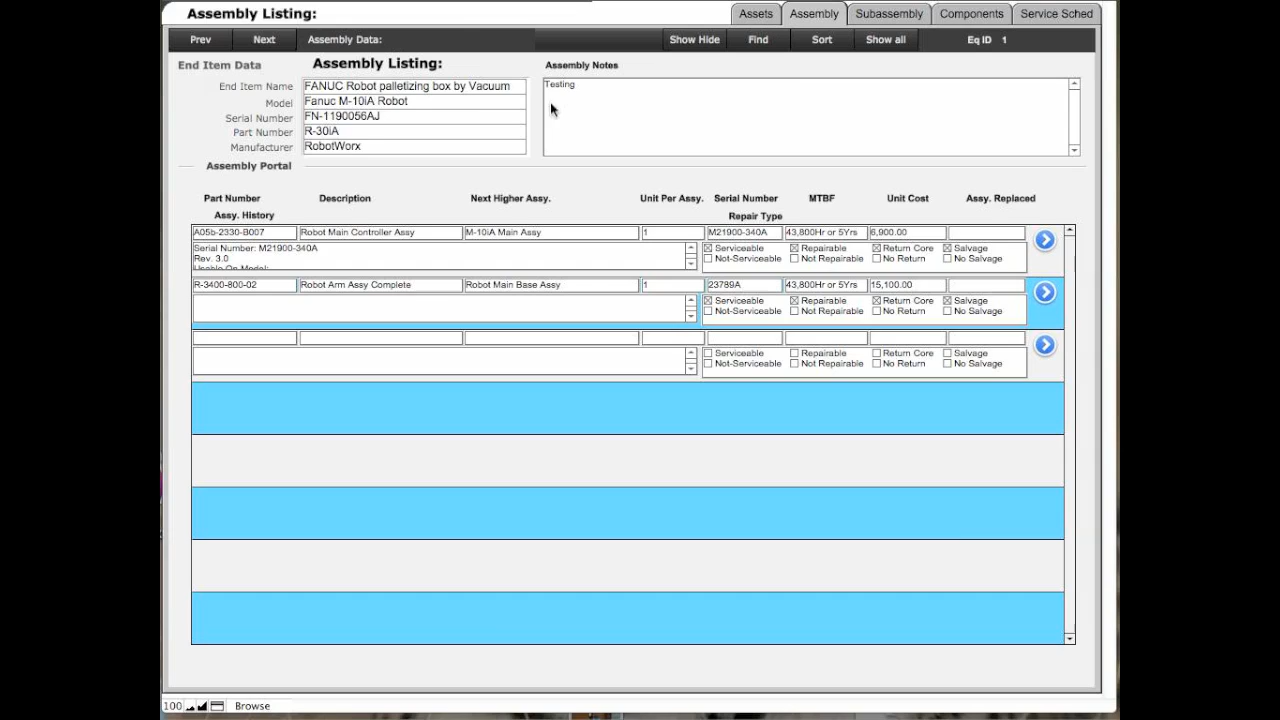 Assembly Listing:
Assets Assembly Subassembly Components Service Sched
Prev Next Assembly Data: Show Hide Find Sort Show all Eq ID 1
End Item Data Assembly Listing: Assembly Notes
End Item Name FANUC Robot palletizing box by Vacuum
Model Fanuc M-10iA Robot
Serial Number FN-1190056AJ
Part Number R-30iA
Manufacturer RobotWorx
Testing
Assembly Portal
Part Number Description Next Higher Assy. Unit Per Assy. Serial Number MTBF Unit Cost Assy. Replaced
Assy. History Repair Type
A05b-2330-B007 Robot Main Controller Assy M-10iA Main Assy 1 M21900-340A 43,800Hr or 5Yrs 6,900.00
Serial Number: M21900-340A Serviceable Repairable Return Core Salvage
Rev. 3.0 Not-Serviceable Not Repairable No Return No Salvage
Usable On Model:
R-3400-800-02 Robot Arm Assy Complete Robot Main Base Assy 1 23789A 43,800Hr or 5Yrs 15,100.00
Serviceable Repairable Return Core Salvage
Not-Serviceable Not Repairable No Return No Salvage
Serviceable Repairable Return Core Salvage
Not-Serviceable Not Repairable No Return No Salvage
100 Browse